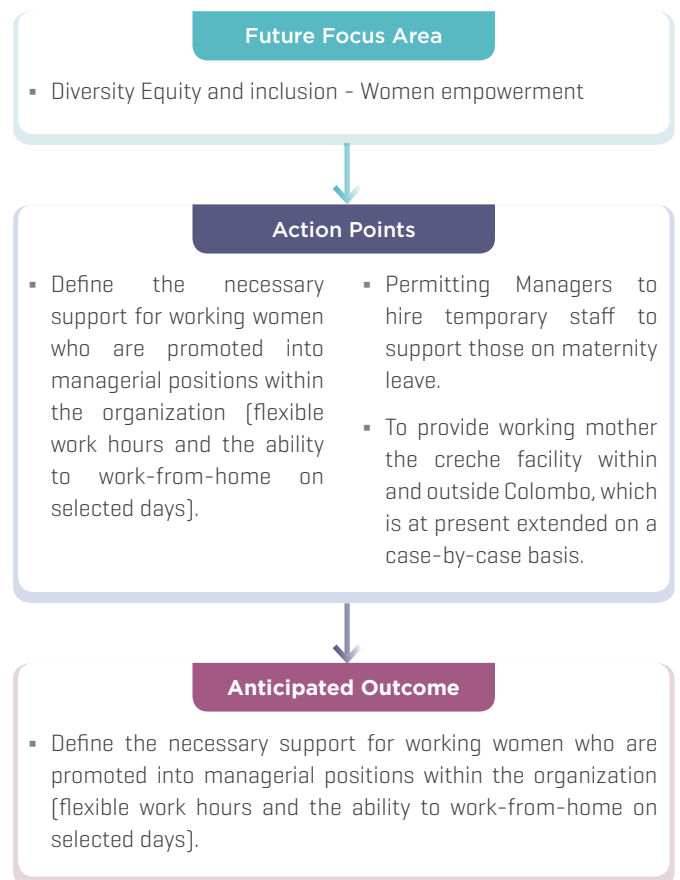 Future Focus Area
▪ Diversity Equity and inclusion - Women empowerment
Action Points
▪ Define the necessary
support for working women
who are promoted into
managerial positions within
the organization (flexible
work hours and the ability
to work-from-home on
selected days).
▪ Permitting Managers to
hire temporary staff to
support those on maternity
leave.
▪ To provide working mother
the creche facility within
and outside Colombo, which
is at present extended on a
case-by-case basis.
Anticipated Outcome
▪ Define the necessary support for working women who are
promoted into managerial positions within the organization
(flexible work hours and the ability to work-from-home on
selected days).